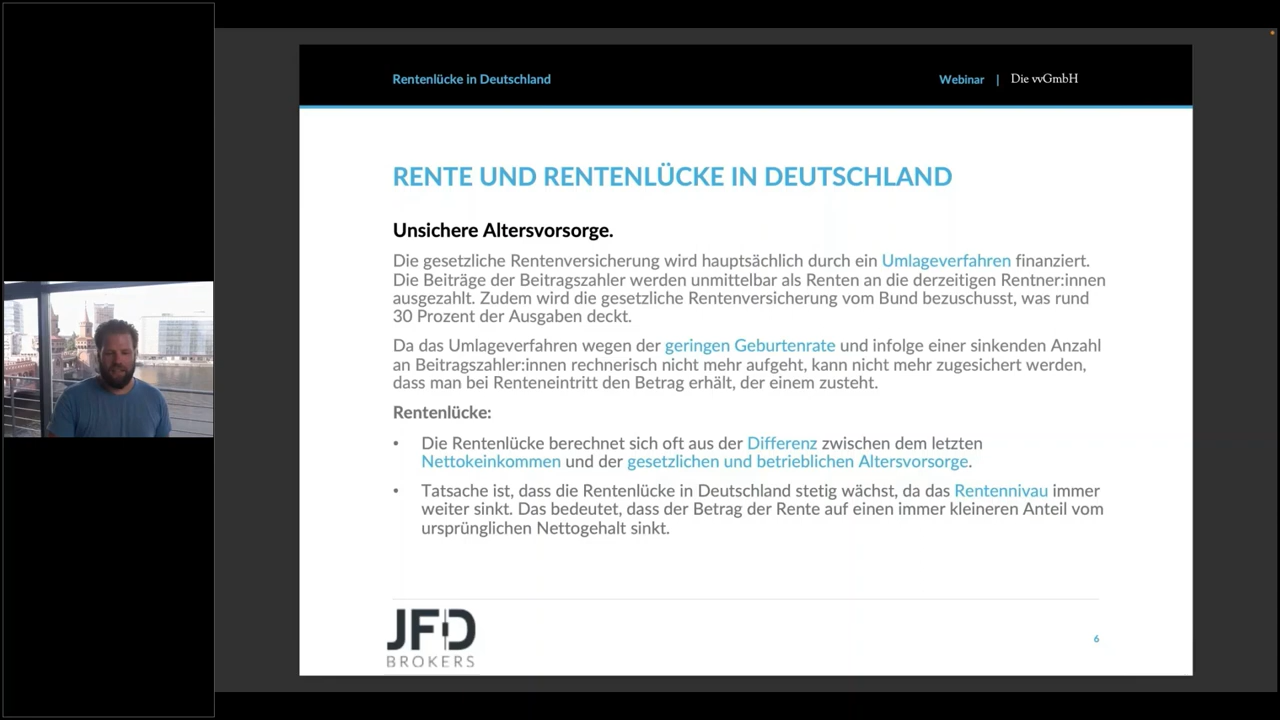 Rentenlücke in Deutschland
Webinar | Die vvGmbH
RENTE UND RENTENLÜCKE IN DEUTSCHLAND
Unsichere Altersvorsorge.
Die gesetzliche Rentenversicherung wird hauptsächlich durch ein Umlageverfahren finanziert.
Die Beiträge der Beitragszahler werden unmittelbar als Renten an die derzeitigen Rentner:innen
ausgezahlt. Zudem wird die gesetzliche Rentenversicherung vom Bund bezuschusst, was rund
30 Prozent der Ausgaben deckt.
Da das Umlageverfahren wegen der geringen Geburtenrate und infolge einer sinkenden Anzahl
an Beitragszahler:innen rechnerisch nicht mehr aufgeht, kann nicht mehr zugesichert werden,
dass man bei Renteneintritt den Betrag erhält, der einem zusteht.
Rentenlücke:
• Die Rentenlücke berechnet sich oft aus der Differenz zwischen dem letzten
Nettokeinkommen und der gesetzlichen und betrieblichen Altersvorsorge.
• Tatsache ist, dass die Rentenlücke in Deutschland stetig wächst, da das Rentennivau immer
weiter sinkt. Das bedeutet, dass der Betrag der Rente auf einen immer kleineren Anteil vom
ursprünglichen Nettogehalt sinkt.
JFD
BROKERS
6